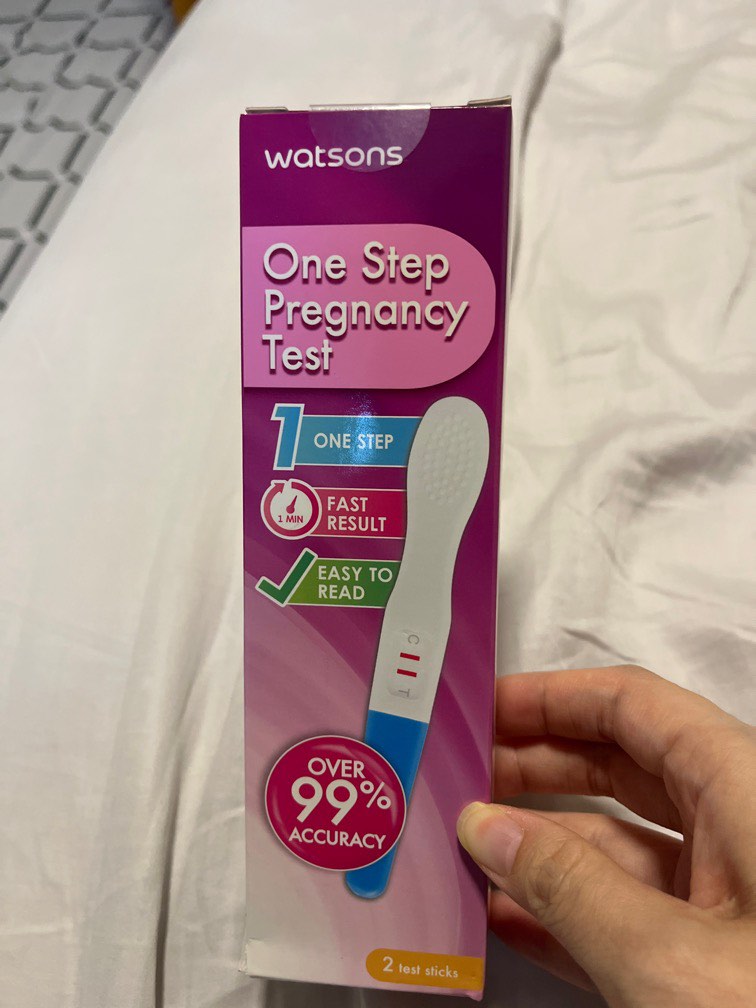 watsons
One Step
Pregnancy
Test
1 ONE STEP
1 MIN
FAST
RESULT
EASY TO
READ
C
T
OVER
99%
ACCURACY
2 test sticks